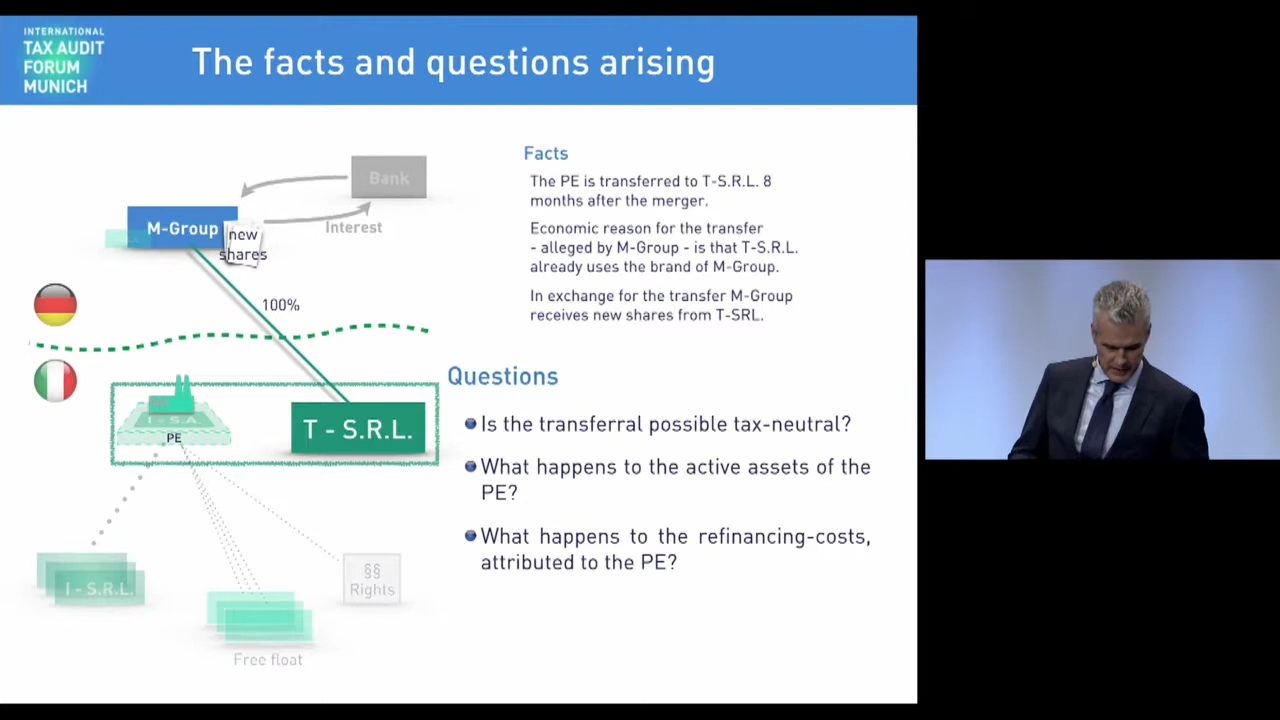 INTERNATIONAL
TAX AUDIT
FORUM
MUNICH
The facts and questions arising
Bank
M-Group
new
shares
Interest
100%
T - S.R.L.
PE
I - S.R.L.
§§
Rights
Free float
Facts
The PE is transferred to T-S.R.L. 8
months after the merger.
Economic reason for the transfer
- alleged by M-Group - is that T-S.R.L.
already uses the brand of M-Group.
In exchange for the transfer M-Group
receives new shares from T-SRL.
Questions
Is the transferral possible tax-neutral?
What happens to the active assets of the
PE?
What happens to the refinancing-costs,
attributed to the PE?